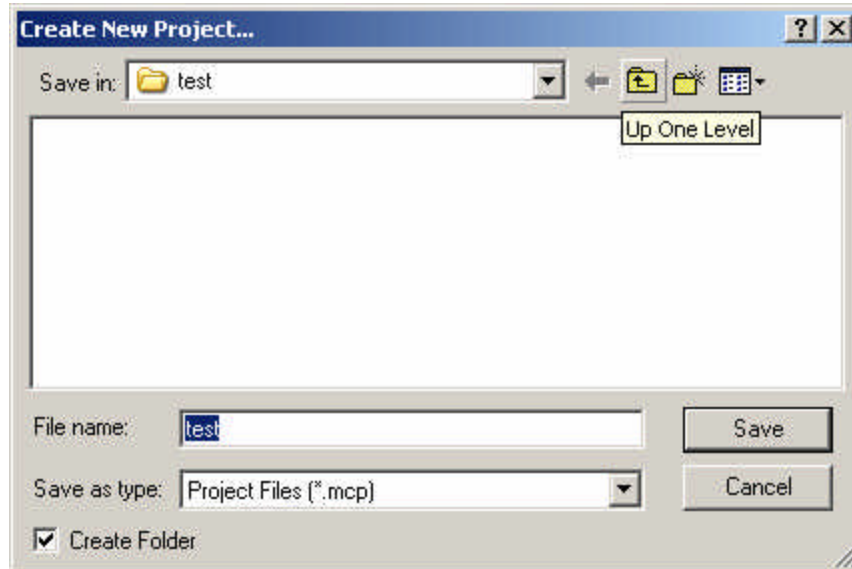 Create New Project...
Save in: test
Up One Level
File name: test Save
Save as type: Project Files (*.mcp) Cancel
Create Folder